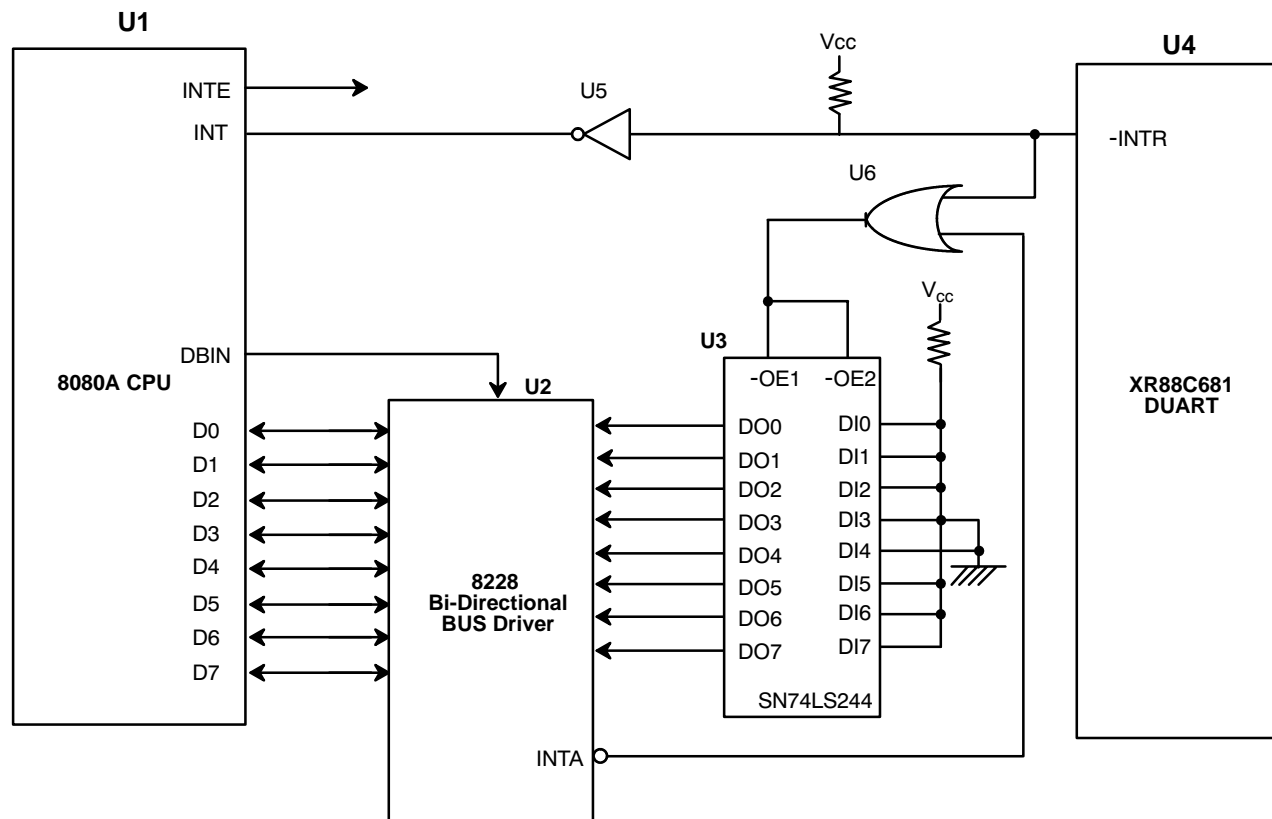 U1
INTE
INT
DBIN
8080A CPU
D0
D1
D2
D3
D4
D5
D6
D7
U5
Vcc
U6
U2
8228
Bi-Directional
BUS Driver
INTA
U3
-OE1 -OE2
DO0 DI0
DO1 DI1
DO2 DI2
DO3 DI3
DO4 DI4
DO5 DI5
DO6 DI6
DO7 DI7
SN74LS244
Vcc
U4
-INTR
XR88C681
DUART